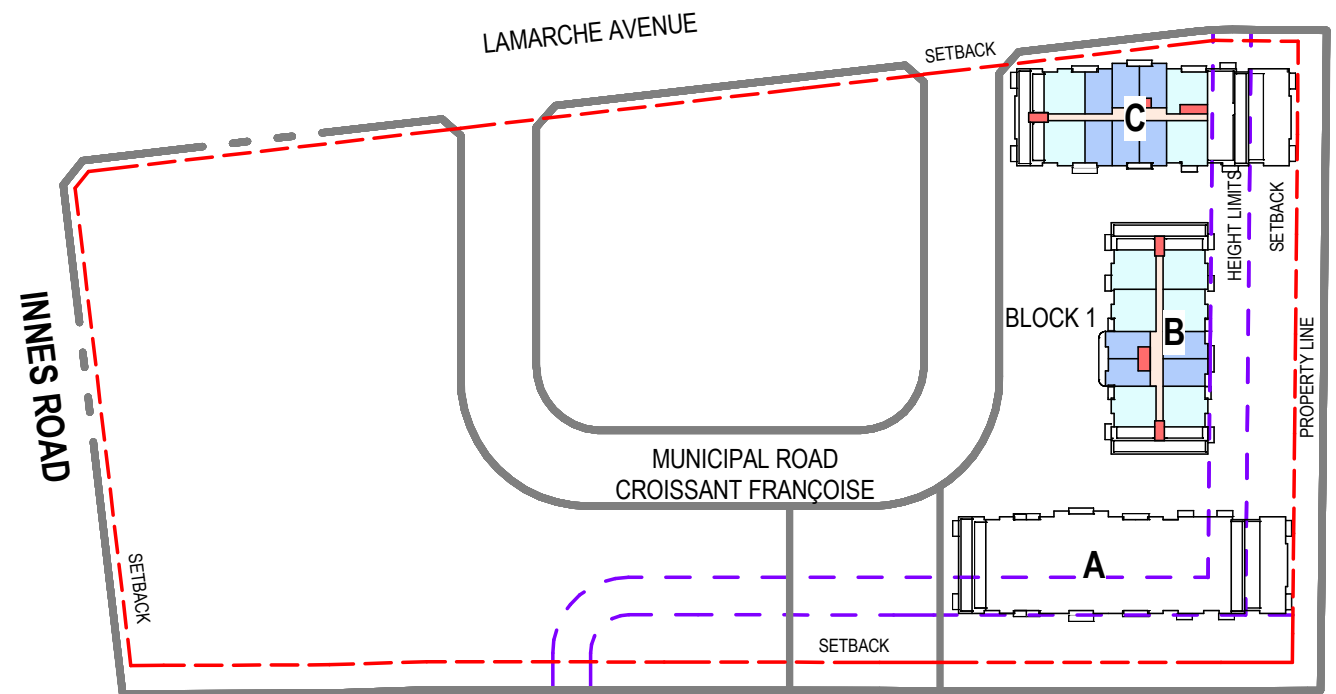 LAMARCHE AVENUE
SETBACK
C
HEIGHT LIMITS
SETBACK
INNES ROAD
BLOCK 1
B
PROPERTY LINE
MUNICIPAL ROAD
CROISSANT FRANÇOISE
SETBACK
A
SETBACK